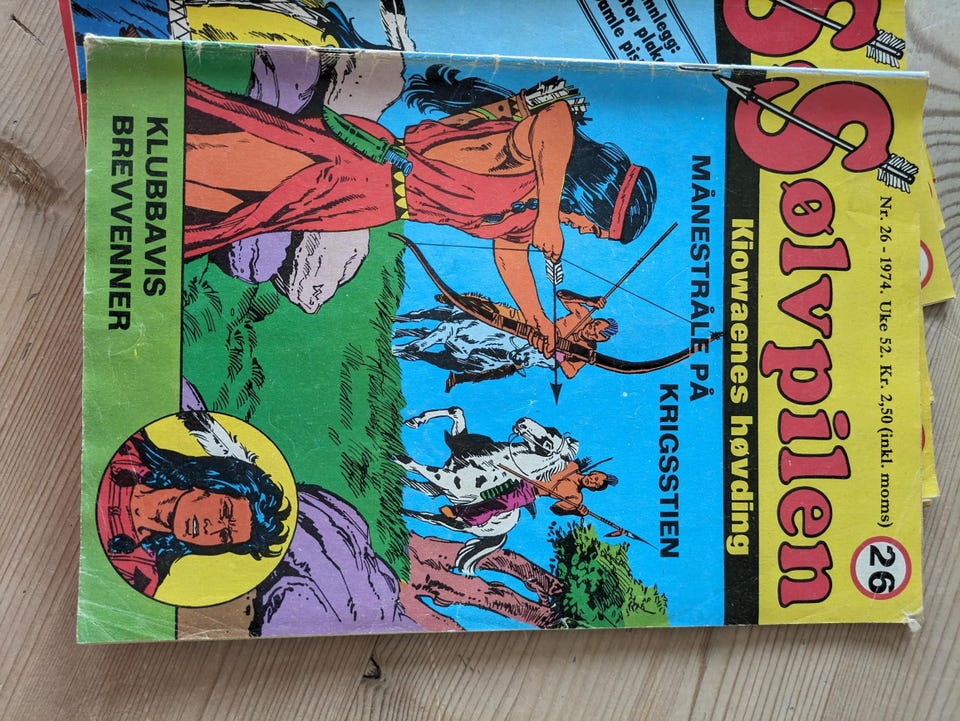 Nr. 26 - 1974. Uke 52. Kr. 2,50 (inkl. moms)
26
Sølvpilen
Kiowaenes høvding
MÅNESTRÅLE PÅ
KRIGSSTIEN
KLUBBAVIS
BREVVENNER
S